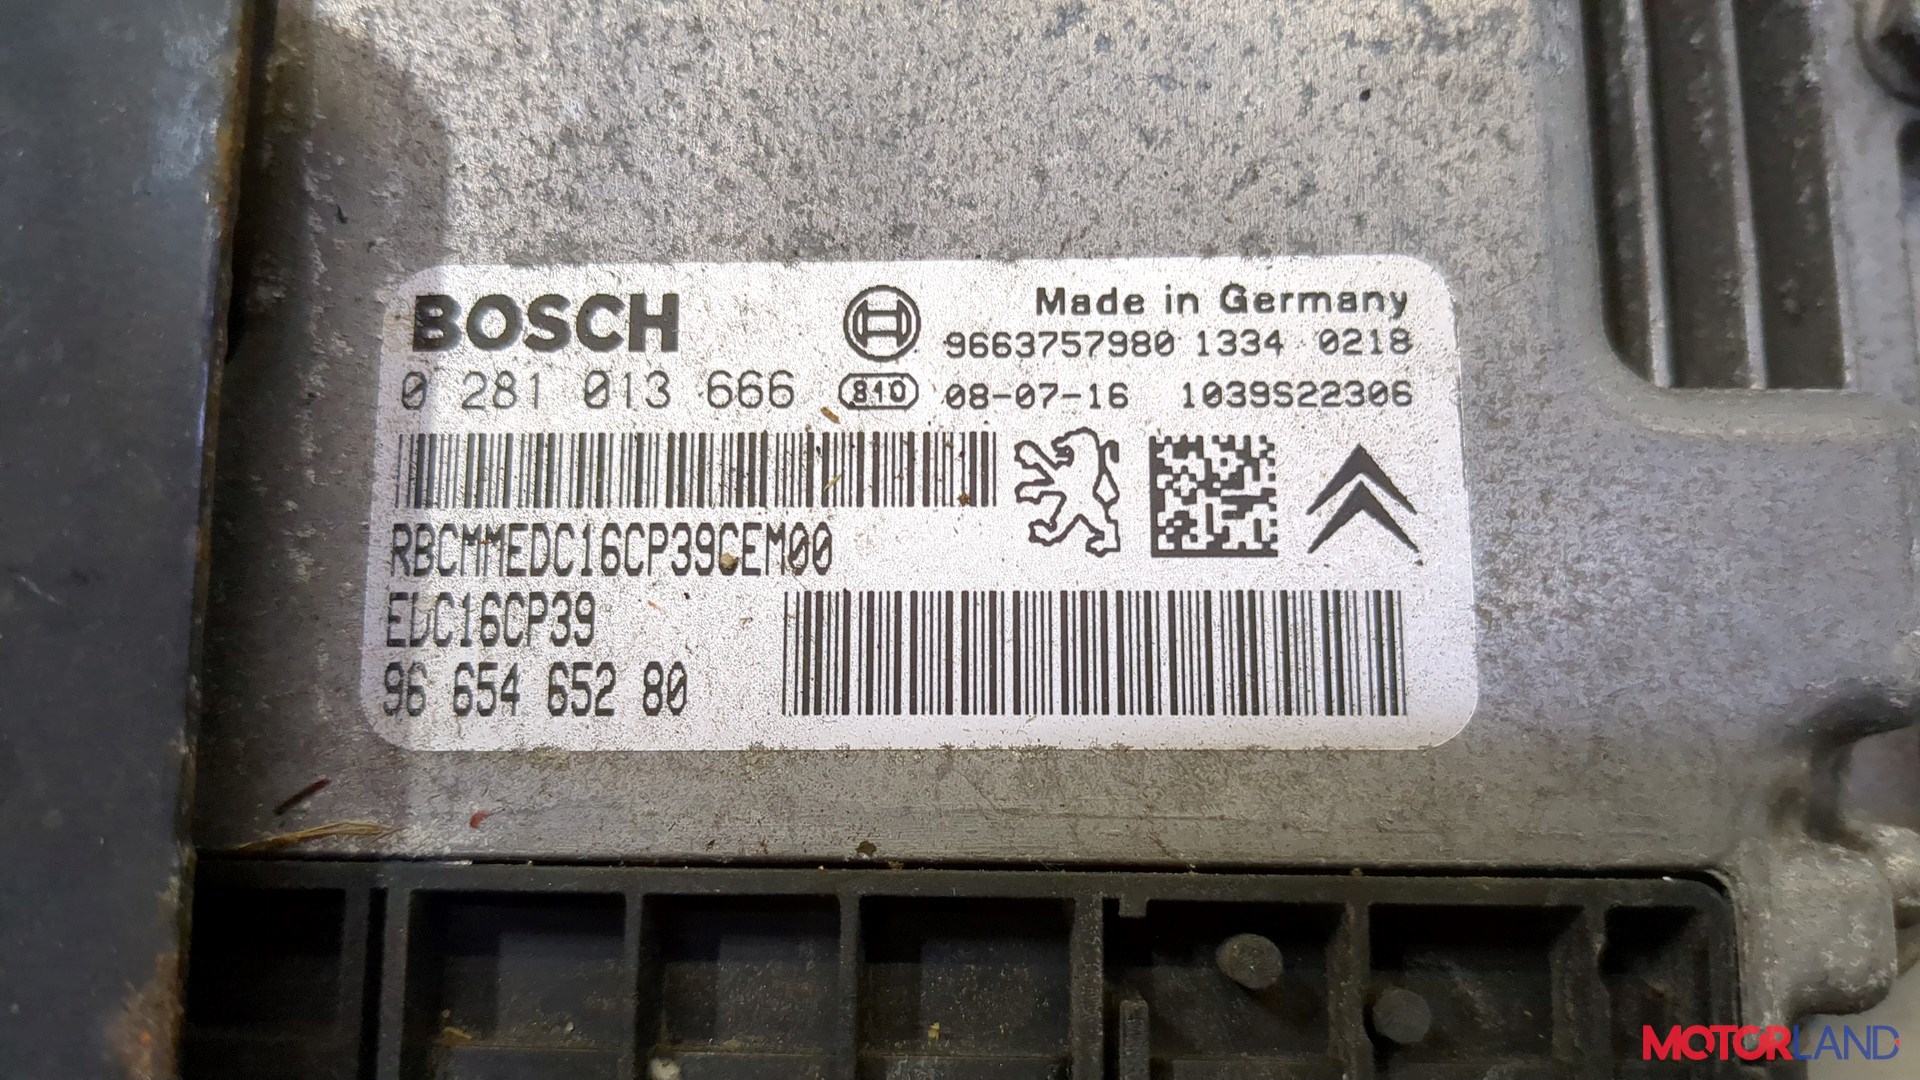 BOSCH
Made in Germany
9663757980 1334 0218
0 281 013 666 810 08-07-16 1039S22306
RBCMMEDC16CP39CEM00
EDC16CP39
96 654 652 80
MOTORLAND